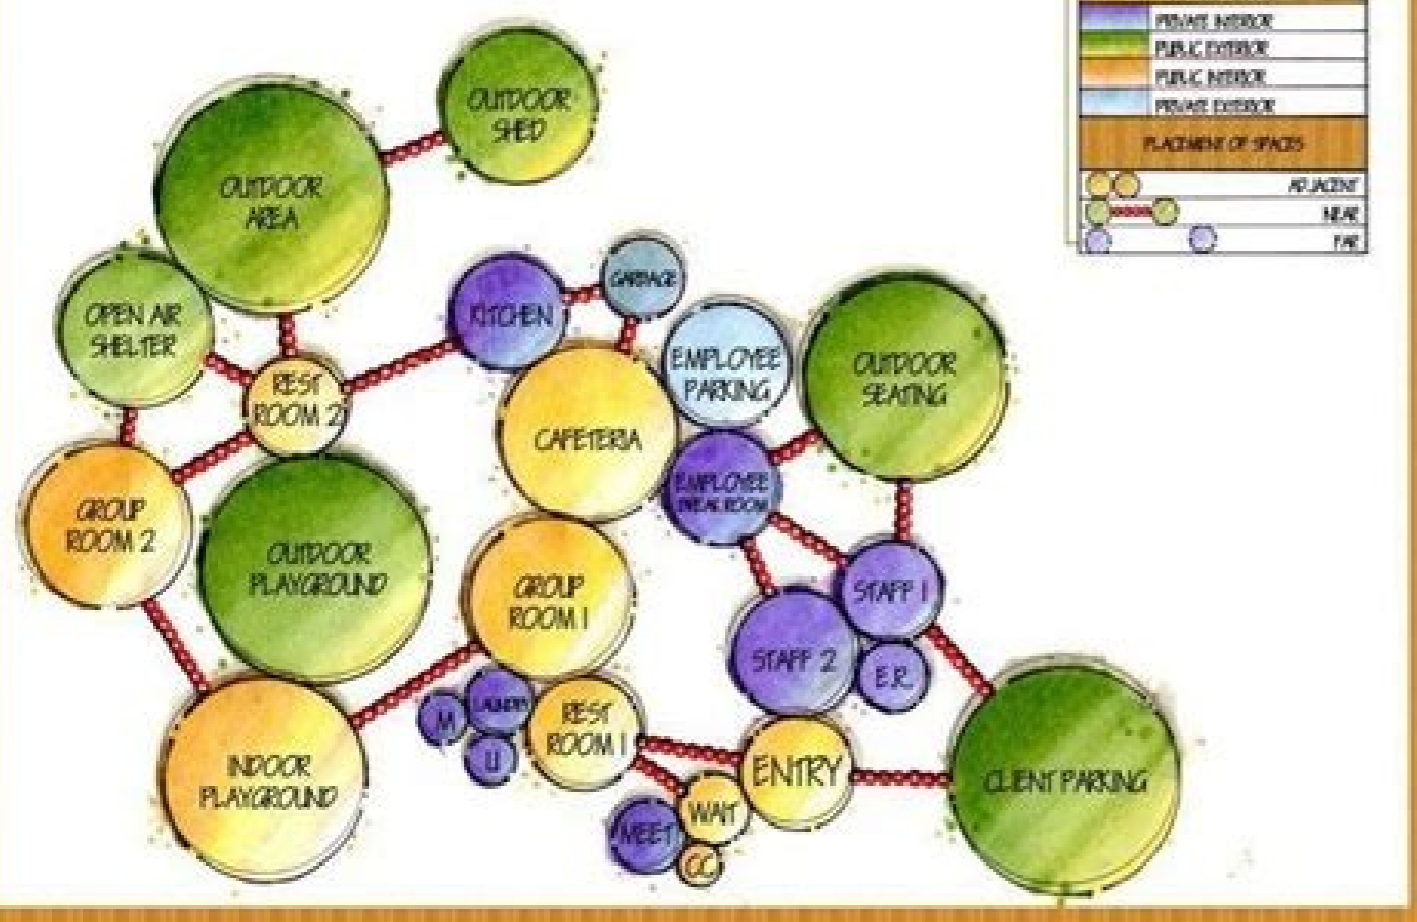 PRIVATE INTERIOR
PUBLIC EXTERIOR
PUBLIC INTERIOR
PRIVATE EXTERIOR
PLACEMENT OF SPACES
ADJACENT
NEAR
FAR
OUTDOOR
SHED
OUTDOOR
AREA
OPEN AIR
SHELTER
KITCHEN
GARBAGE
REST
ROOM 2
EMPLOYEE
PARKING
OUTDOOR
SEATING
CAFETERIA
EMPLOYEE
BREAK ROOM
GROUP
ROOM 2
OUTDOOR
PLAYGROUND
GROUP
ROOM 1
STAFF 1
STAFF 2
E.R.
M
LAUNDRY
U
REST
ROOM 1
INDOOR
PLAYGROUND
ENTRY
CLIENT PARKING
WAIT
MEET
CC